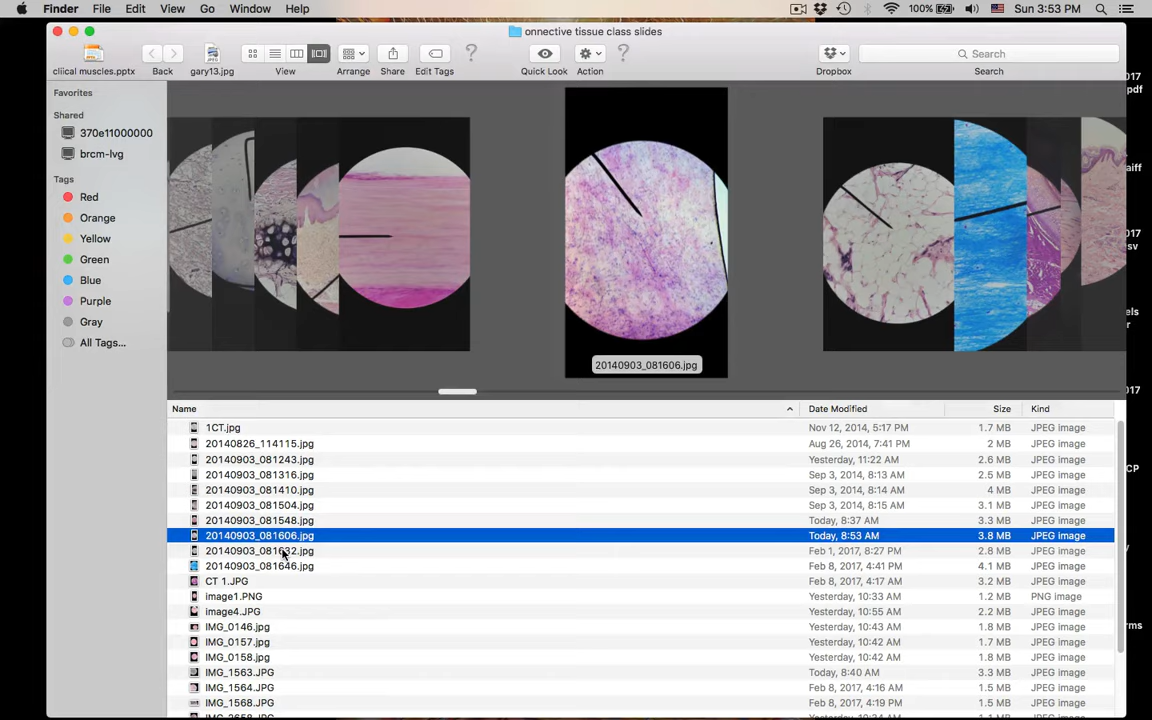 Finder File Edit View Go Window Help 100% Sun 3:53 PM
onnective tissue class slides
cliical muscles.pptx Back gary13.jpg View Arrange Share Edit Tags Quick Look Action Dropbox Search
Search
Favorites
Shared
370e11000000
brcm-lvg
Tags
Red
Orange
Yellow
Green
Blue
Purple
Gray
All Tags...
20140903_081606.jpg
Name Date Modified Size Kind
1CT.jpg Nov 12, 2014, 5:17 PM 1.7 MB JPEG image
20140826_114115.jpg Aug 26, 2014, 7:41 PM 2 MB JPEG image
20140903_081243.jpg Yesterday, 11:22 AM 2.6 MB JPEG image
20140903_081316.jpg Sep 3, 2014, 8:13 AM 2.5 MB JPEG image
20140903_081410.jpg Sep 3, 2014, 8:14 AM 4 MB JPEG image
20140903_081504.jpg Sep 3, 2014, 8:15 AM 3.1 MB JPEG image
20140903_081548.jpg Today, 8:37 AM 3.3 MB JPEG image
20140903_081606.jpg Today, 8:53 AM 3.8 MB JPEG image
20140903_081632.jpg Feb 1, 2017, 8:27 PM 2.8 MB JPEG image
20140903_081646.jpg Feb 8, 2017, 4:41 PM 4.1 MB JPEG image
CT 1.JPG Feb 8, 2017, 4:17 AM 3.2 MB JPEG image
image1.PNG Yesterday, 10:33 AM 1.2 MB PNG image
image4.JPG Yesterday, 10:55 AM 2.2 MB JPEG image
IMG_0146.jpg Yesterday, 10:43 AM 1.8 MB JPEG image
IMG_0157.jpg Yesterday, 10:42 AM 1.7 MB JPEG image
IMG_0158.jpg Yesterday, 10:42 AM 1.8 MB JPEG image
IMG_1563.JPG Today, 8:40 AM 3.3 MB JPEG image
IMG_1564.JPG Feb 8, 2017, 4:16 AM 1.5 MB JPEG image
IMG_1568.JPG Feb 8, 2017, 4:19 PM 1.5 MB JPEG image